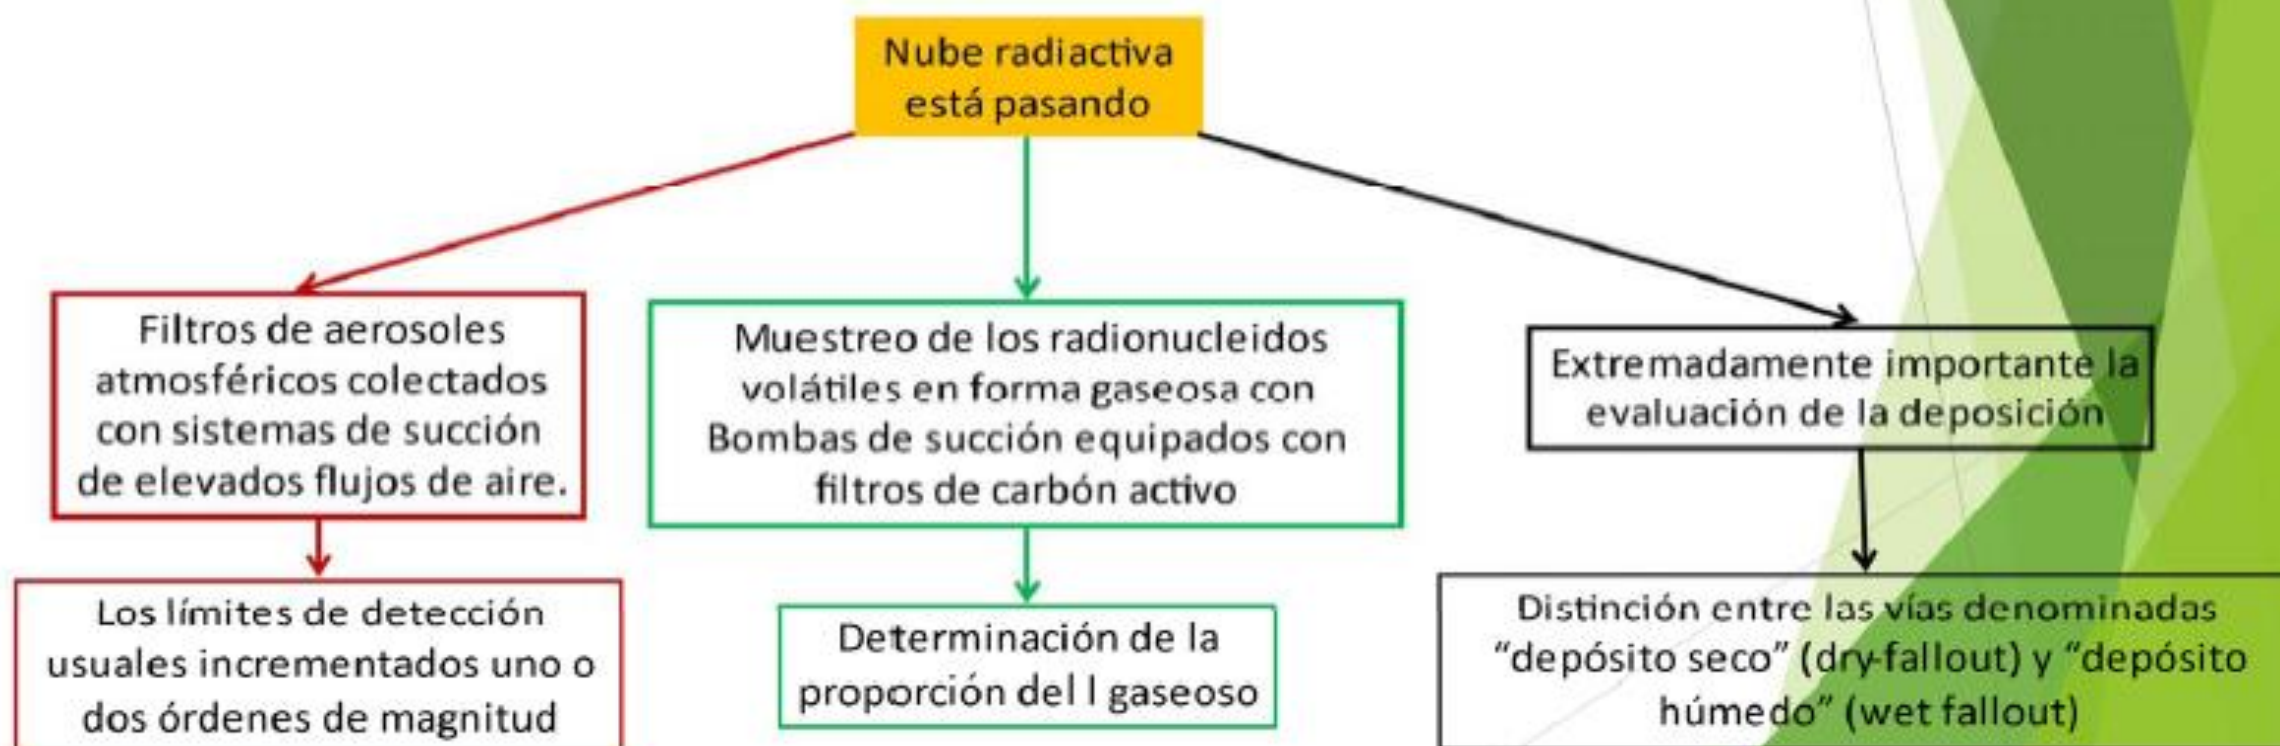 Nube radiactiva
está pasando
Filtros de aerosoles
atmosféricos colectados
con sistemas de succión
de elevados flujos de aire.
Muestreo de los radionucleidos
volátiles en forma gaseosa con
Bombas de succión equipados con
filtros de carbón activo
Extremadamente importante la
evaluación de la deposición
Los límites de detección
usuales incrementados uno o
dos órdenes de magnitud
Determinación de la
proporción del I gaseoso
Distinción entre las vías denominadas
“depósito seco” (dry-fallout) y “depósito
húmedo” (wet fallout)